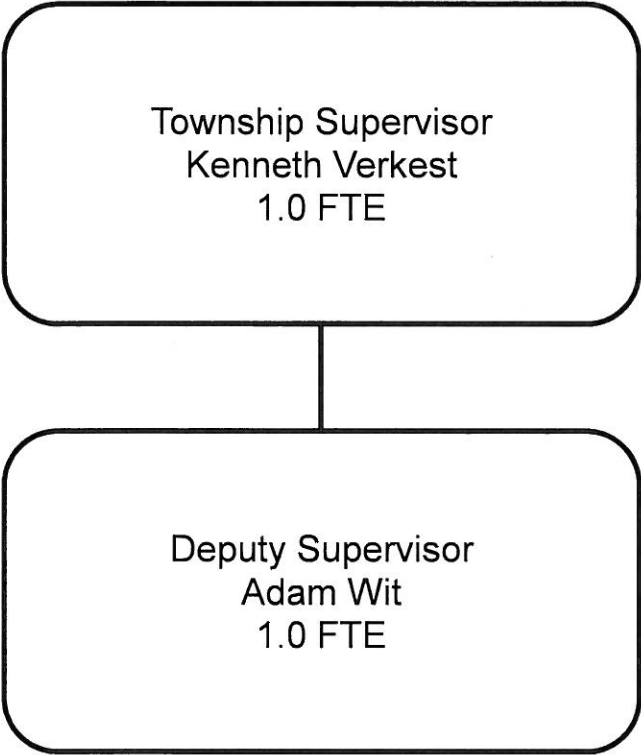 Township Supervisor
Kenneth Verkest
1.0 FTE
Deputy Supervisor
Adam Wit
1.0 FTE